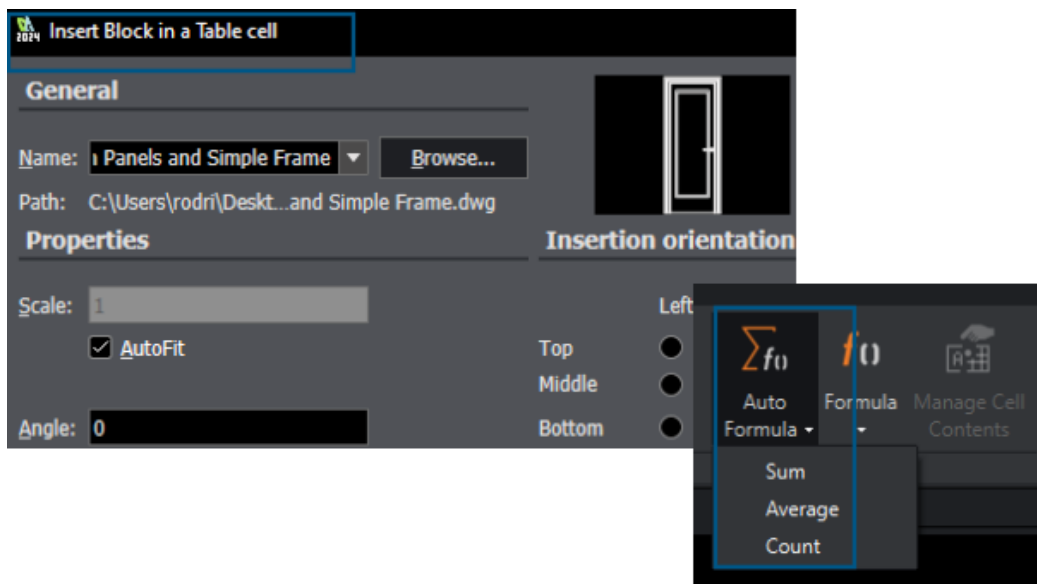 2024 Insert Block in a Table cell
General
Name: Panels and Simple Frame Browse...
Path: C:\Users\rodri\Deskt...and Simple Frame.dwg
Properties Insertion orientation
Scale: 1 Left
AutoFit Top
Middle
Angle: 0 Bottom
∑f() f()
Auto Formula Manage Cell
Formula Contents
Sum
Average
Count